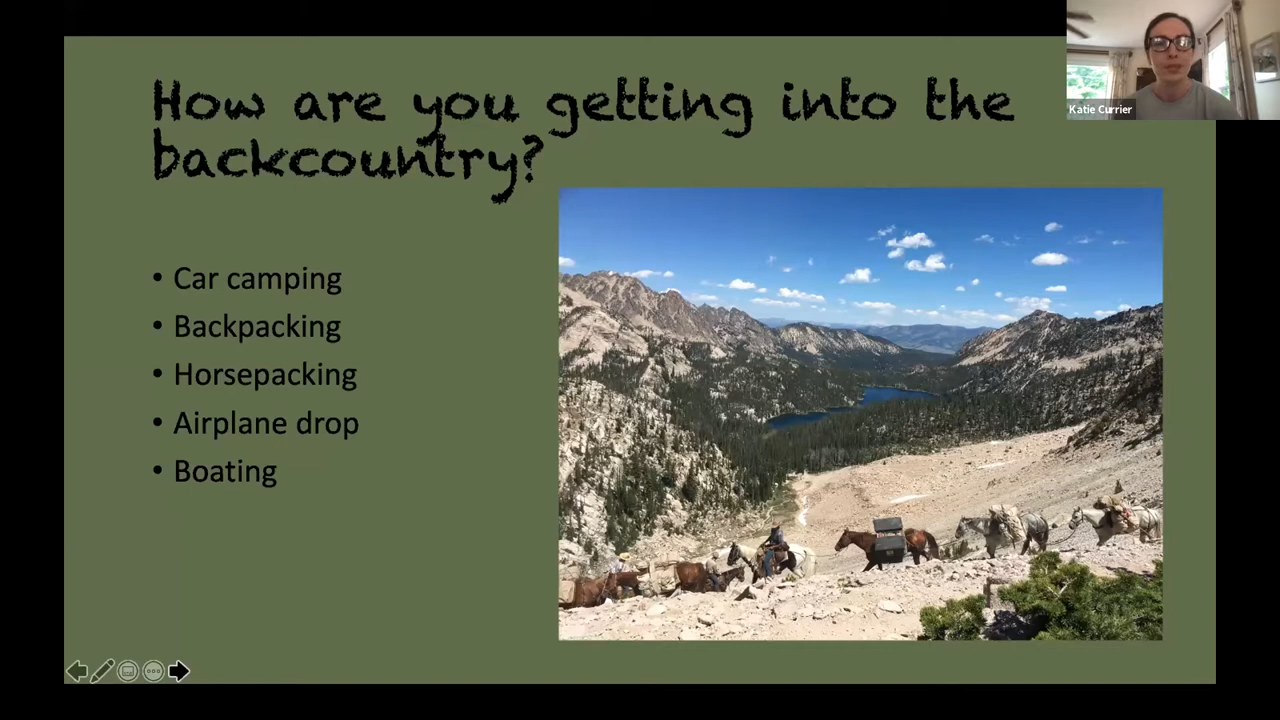 How are you getting into the
backcountry?
• Car camping
• Backpacking
• Horsepacking
• Airplane drop
• Boating
Katie Currier